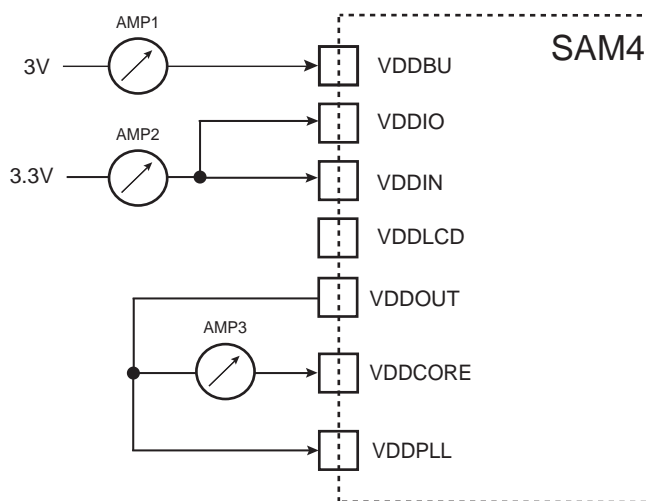 AMP1
SAM4
3V
VDDBU
VDDIO
AMP2
3.3V
VDDIN
VDDLCD
VDDOUT
AMP3
VDDCORE
VDDPLL